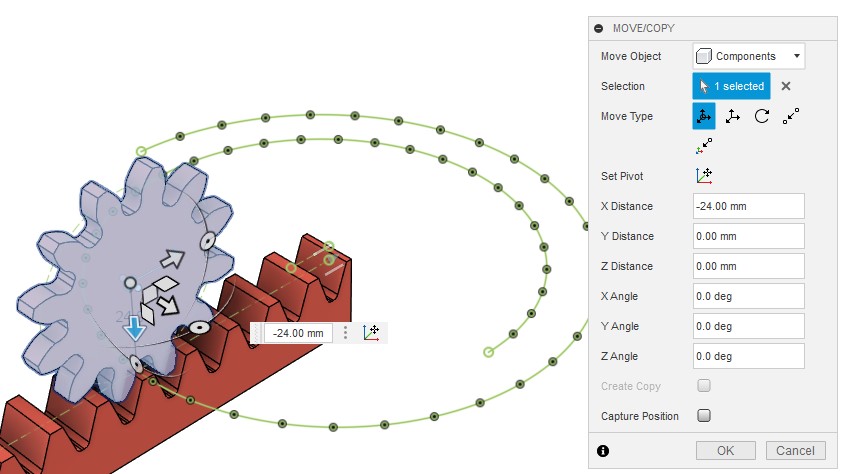 MOVE/COPY
Move Object Components
Selection 1 selected
Move Type
Set Pivot
X Distance -24.00 mm
Y Distance 0.00 mm
Z Distance 0.00 mm
X Angle 0.0 deg
Y Angle 0.0 deg
Z Angle 0.0 deg
Create Copy
Capture Position
OK Cancel
-24.00 mm